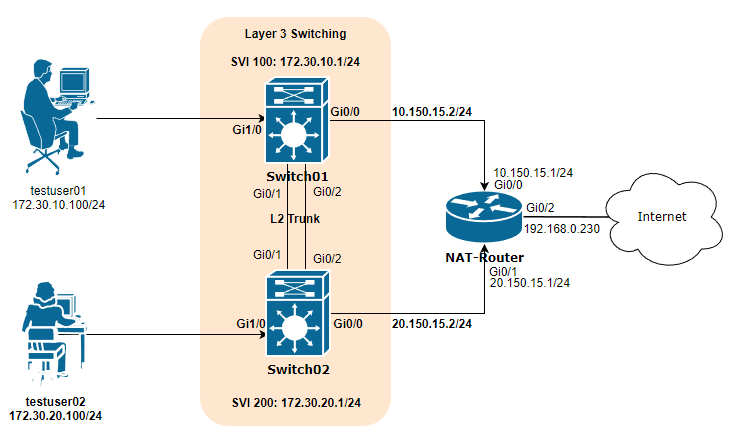 Layer 3 Switching
SVI 100: 172.30.10.1/24
Gi0/0
10.150.15.2/24
Gi1/0
Switch01
testuser01
172.30.10.100/24
Gi0/1
Gi0/2
L2 Trunk
10.150.15.1/24
Gi0/0
Gi0/2
192.168.0.230
Internet
NAT-Router
Gi0/1
20.150.15.1/24
Gi0/1
Gi0/2
Gi1/0
Gi0/0
20.150.15.2/24
Switch02
testuser02
172.30.20.100/24
SVI 200: 172.30.20.1/24